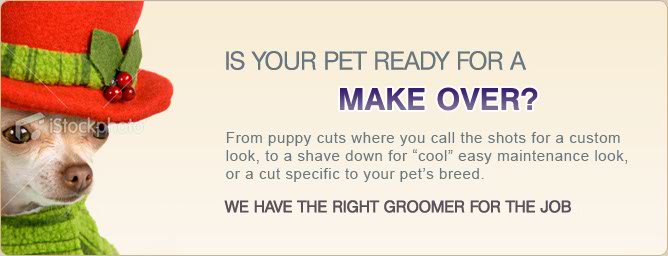 IS YOUR PET READY FOR A
MAKE OVER?
From puppy cuts where you call the shots for a custom
look, to a shave down for “cool” easy maintenance look,
or a cut specific to your pet’s breed.
WE HAVE THE RIGHT GROOMER FOR THE JOB
iStockphoto